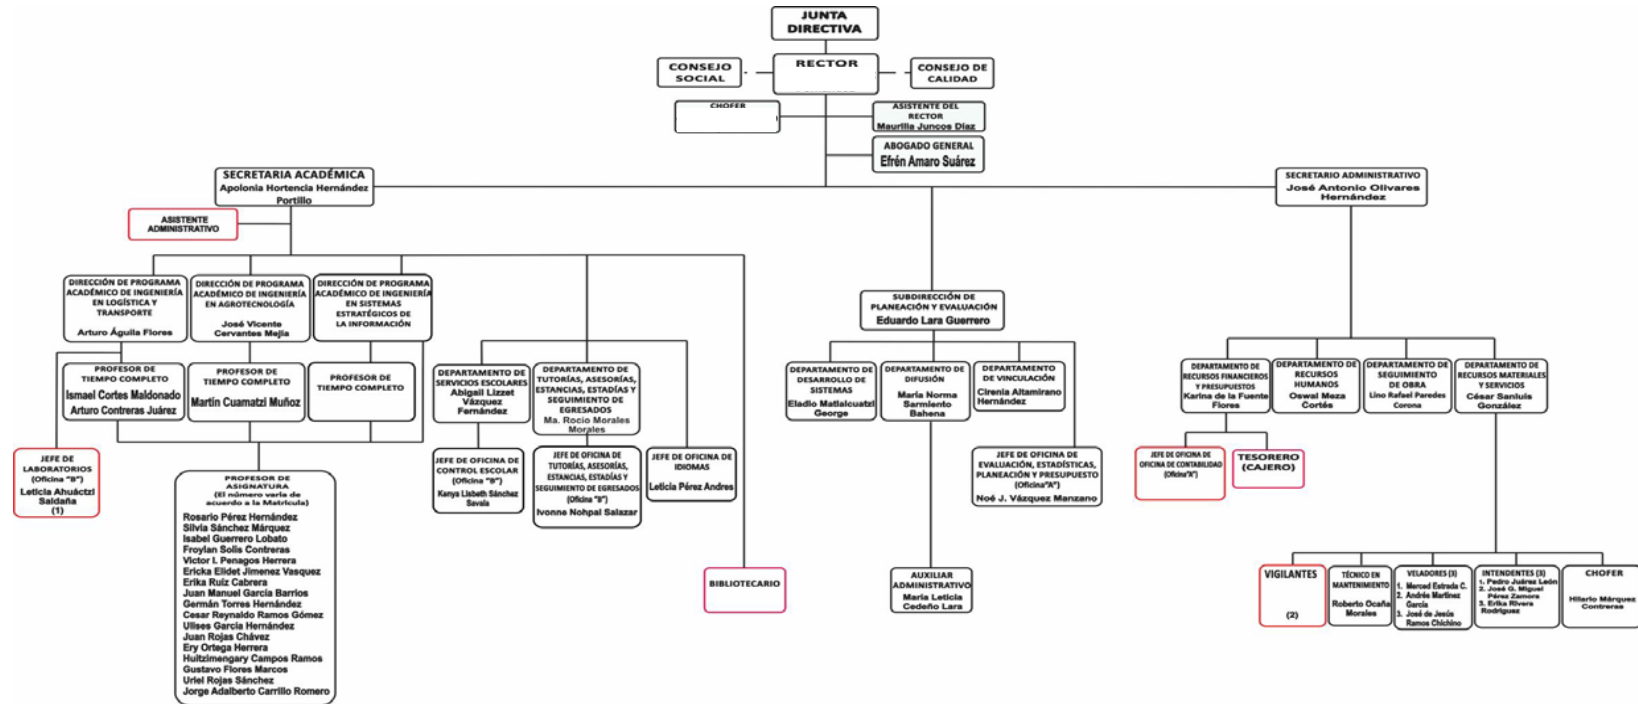 JUNTA
DIRECTIVA
CONSEJO
SOCIAL
RECTOR
CONSEJO DE
CALIDAD
CHOFER
ASISTENTE DEL
RECTOR
Maurilia Juncos Díaz
ABOGADO GENERAL
Efrén Amaro Suárez
SECRETARIA ACADÉMICA
Apolonia Hortencia Hernández
Portillo
SECRETARIO ADMINISTRATIVO
José Antonio Olivares
Hernández
ASISTENTE
ADMINISTRATIVO
DIRECCIÓN DE PROGRAMA
ACADÉMICO DE INGENIERÍA
EN LOGÍSTICA Y
TRANSPORTE
Arturo Águila Flores
DIRECCIÓN DE PROGRAMA
ACADÉMICO DE INGENIERÍA
EN AGROTECNOLOGÍA
José Vicente
Cervantes Mejía
DIRECCIÓN DE PROGRAMA
ACADÉMICO DE INGENIERÍA
EN SISTEMAS
ESTRATÉGICOS DE
LA INFORMACIÓN
SUBDIRECCIÓN DE
PLANEACIÓN Y EVALUACIÓN
Eduardo Lara Guerrero
PROFESOR DE
TIEMPO COMPLETO
Ismael Cortes Maldonado
Arturo Contreras Juárez
PROFESOR DE
TIEMPO COMPLETO
Martín Cuamatzi Muñoz
PROFESOR DE
TIEMPO COMPLETO
DEPARTAMENTO DE
SERVICIOS ESCOLARES
Abigail Lizzet
Vázquez
Fernández
DEPARTAMENTO DE
TUTORÍAS, ASESORÍAS,
ESTANCIAS, ESTADÍAS Y
SEGUIMIENTO DE
EGRESADOS
Ma. Rocio Morales
Morales
DEPARTAMENTO DE
DESARROLLO DE
SISTEMAS
Eladio Matlalcuatzi
George
DEPARTAMENTO DE
DIFUSIÓN
María Norma
Sarmiento
Bahena
DEPARTAMENTO
DE VINCULACIÓN
Cirenia Altamirano
Hernández
DEPARTAMENTO DE
RECURSOS FINANCIEROS
Y PRESUPUESTOS
Karina de la Fuente
Flores
DEPARTAMENTO DE
RECURSOS
HUMANOS
Oswal Meza
Cortés
DEPARTAMENTO DE
SEGUIMIENTO
DE OBRA
Lino Rafael Paredes
Corona
DEPARTAMENTO DE
RECURSOS MATERIALES
Y SERVICIOS
César Sanluis
González
JEFE DE
LABORATORIOS
(Oficina "B")
Leticia Ahuáctzi
Saldaña
(1)
PROFESOR DE
ASIGNATURA
(El número varía de
acuerdo a la Matrícula)
Rosario Pérez Hernández
Silvia Sánchez Márquez
Isabel Guerrero Lobato
Froylan Solis Contreras
Victor I. Penagos Herrera
Ericka Elidet Jimenez Vasquez
Erika Ruiz Cabrera
Juan Manuel García Barrios
Germán Torres Hernández
Cesar Reynaldo Ramos Gómez
Ulises García Hernández
Juan Rojas Chávez
Ery Ortega Herrera
Huitzimengary Campos Ramos
Gustavo Flores Marcos
Uriel Rojas Sánchez
Jorge Adalberto Carrillo Romero
JEFE DE OFICINA DE
CONTROL ESCOLAR
(Oficina "B")
Kenya Lisbeth Sánchez
Savala
JEFE DE OFICINA DE
TUTORÍAS, ASESORÍAS,
ESTANCIAS, ESTADÍAS Y
SEGUIMIENTO DE EGRESADOS
(Oficina "B")
Ivonne Nohpal Salazar
JEFE DE OFICINA DE
IDIOMAS
Leticia Pérez Andres
JEFE DE OFICINA DE
EVALUACIÓN, ESTADÍSTICAS,
PLANEACIÓN Y PRESUPUESTO
(Oficina"A")
Noé J. Vázquez Manzano
JEFE DE OFICINA DE
OFICINA DE CONTABILIDAD
(Oficina"A")
TESORERO
(CAJERO)
BIBLIOTECARIO
AUXILIAR
ADMINISTRATIVO
María Leticia
Cedeño Lara
VIGILANTES
(2)
TÉCNICO EN
MANTENIMIENTO
Roberto Ocaña
Morales
VELADORES (3)
1. Merced Estrada C.
2. Andrés Martínez
García
3. José de Jesús
Ramos Chichino
INTENDENTES (3)
1. Pedro Juárez León
2. José G. Miguel
Pérez Zamora
3. Erika Rivera
Rodríguez
CHOFER
Hilario Márquez
Contreras